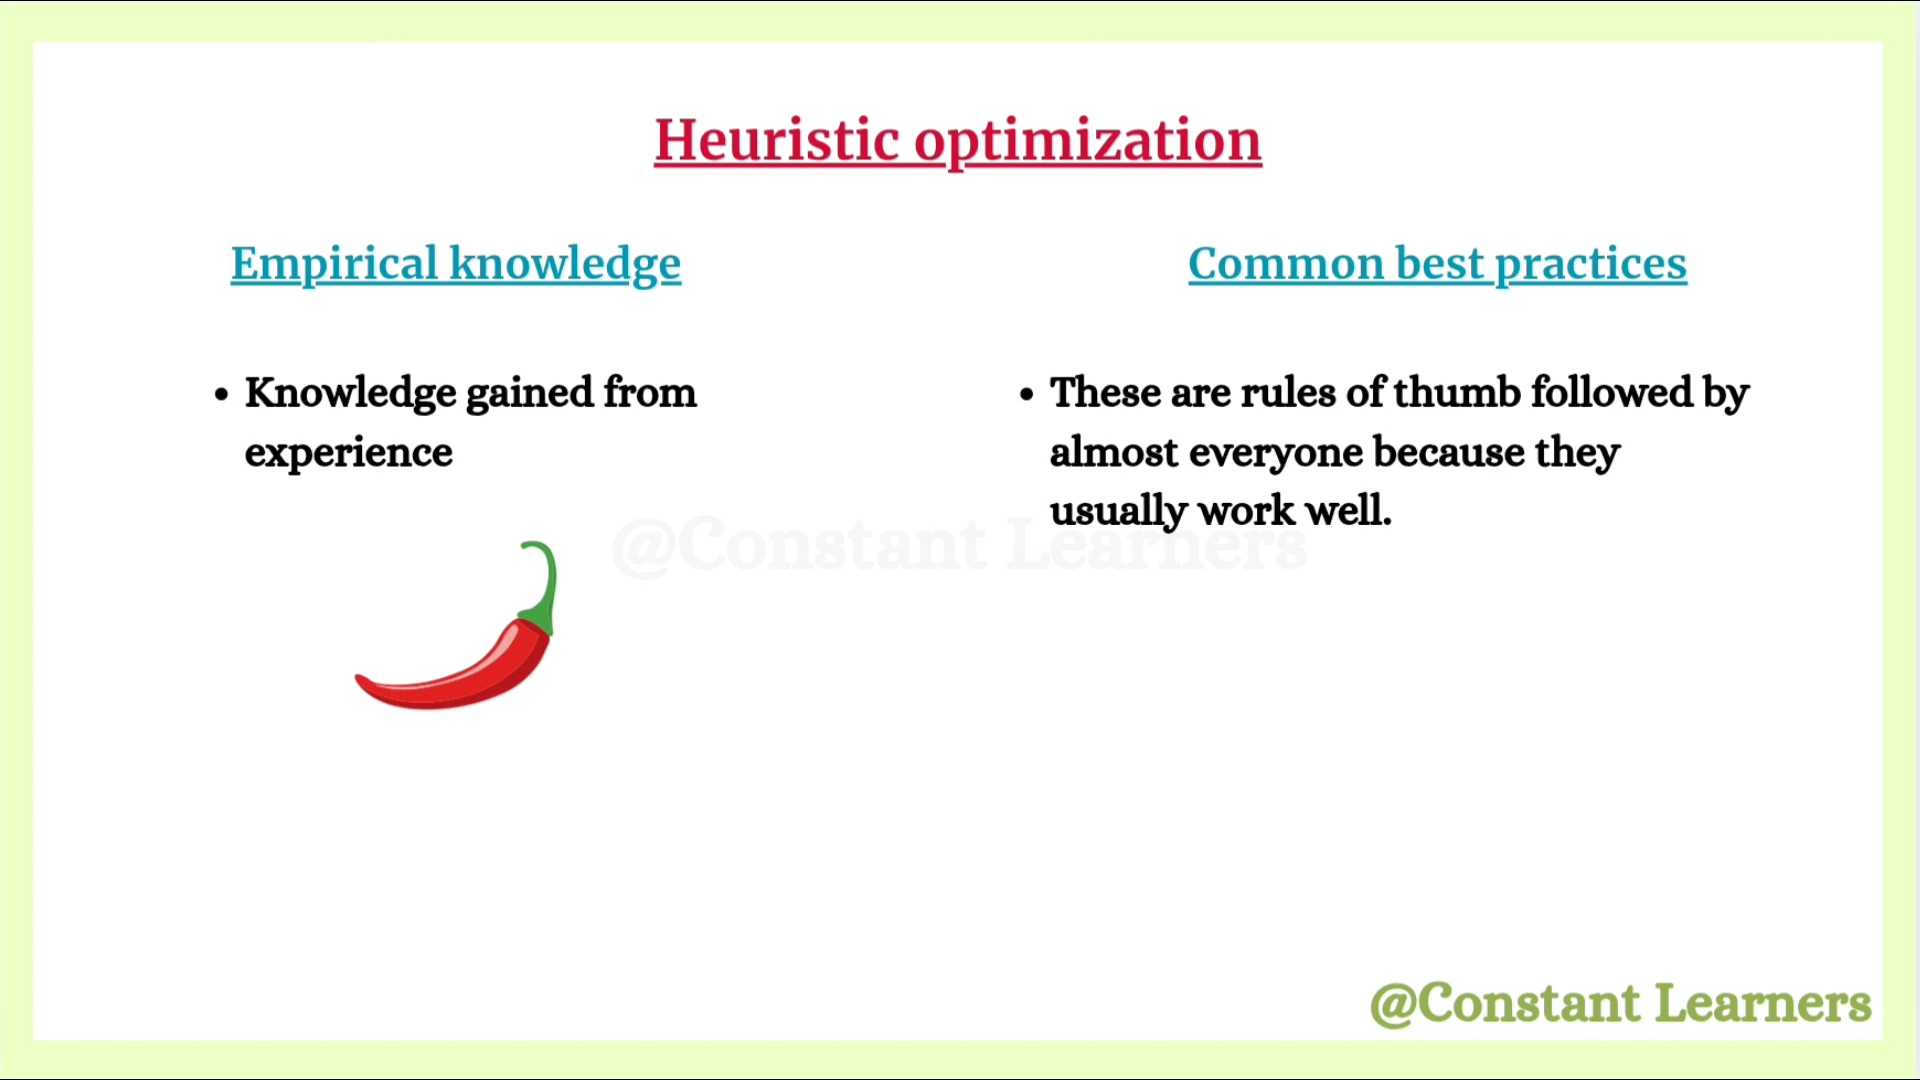 Heuristic optimization
Empirical knowledge
• Knowledge gained from
experience
Common best practices
• These are rules of thumb followed by
almost everyone because they
usually work well.
@Constant Learners
@Constant Learners